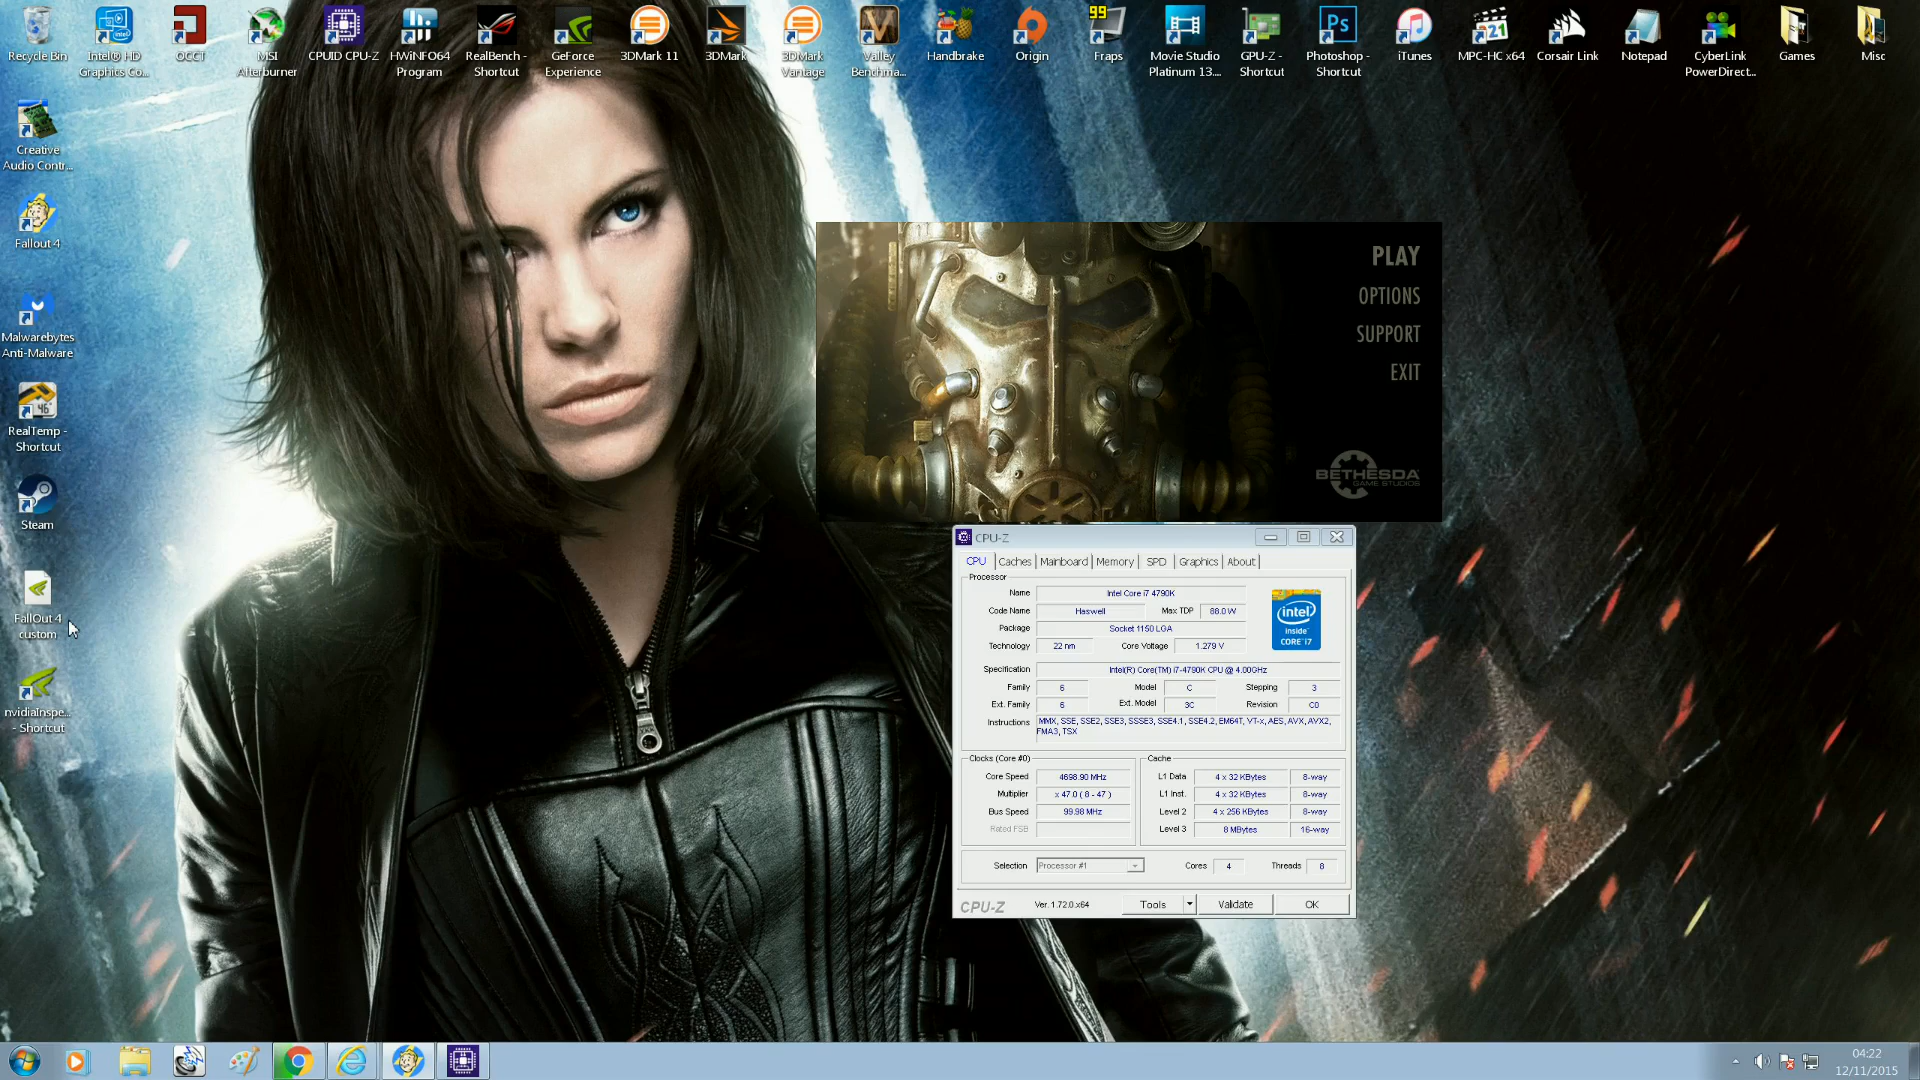 Recycle Bin
Intel® HD
Graphics Co...
OCCT
MSI
Afterburner
CPUID CPU-Z
HWiNFO64
Program
RealBench -
Shortcut
GeForce
Experience
3DMark 11
3DMark
3DMark
Vantage
Valley
Benchma...
Handbrake
Origin
99
Fraps
Movie Studio
Platinum 13....
GPU-Z -
Shortcut
Ps
Photoshop -
Shortcut
iTunes
21
MPC-HC x64
Corsair Link
Notepad
CyberLink
PowerDirect...
Games
Misc
Creative
Audio Contr...
Fallout 4
Malwarebytes
Anti-Malware
46°
RealTemp -
Shortcut
Steam
FallOut 4
custom
nvidiaInspe...
- Shortcut
PLAY
OPTIONS
SUPPORT
EXIT
BETHESDA
GAME STUDIOS
CPU-Z
CPU Caches Mainboard Memory SPD Graphics About
Processor
Name Intel Core i7 4790K
Code Name Haswell Max TDP 88.0 W
Package Socket 1150 LGA
Technology 22 nm Core Voltage 1.279 V
intel
inside
CORE i7
Specification Intel(R) Core(TM) i7-4790K CPU @ 4.00GHz
Family 6 Model C Stepping 3
Ext. Family 6 Ext. Model 3C Revision C0
Instructions MMX, SSE, SSE2, SSE3, SSSE3, SSE4.1, SSE4.2, EM64T, VT-x, AES, AVX, AVX2,
FMA3, TSX
Clocks (Core #0)
Core Speed 4698.90 MHz
Multiplier x 47.0 ( 8 - 47 )
Bus Speed 99.98 MHz
Rated FSB
Cache
L1 Data 4 x 32 KBytes 8-way
L1 Inst. 4 x 32 KBytes 8-way
Level 2 4 x 256 KBytes 8-way
Level 3 8 MBytes 16-way
Selection Processor #1 Cores 4 Threads 8
CPU-Z Ver. 1.72.0.x64 Tools Validate OK
04:22
12/11/2015